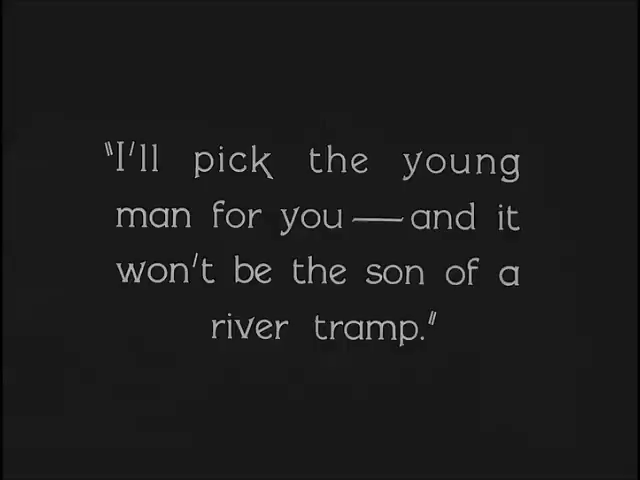 "I'll pick the young
man for you — and it
won't be the son of a
river tramp."